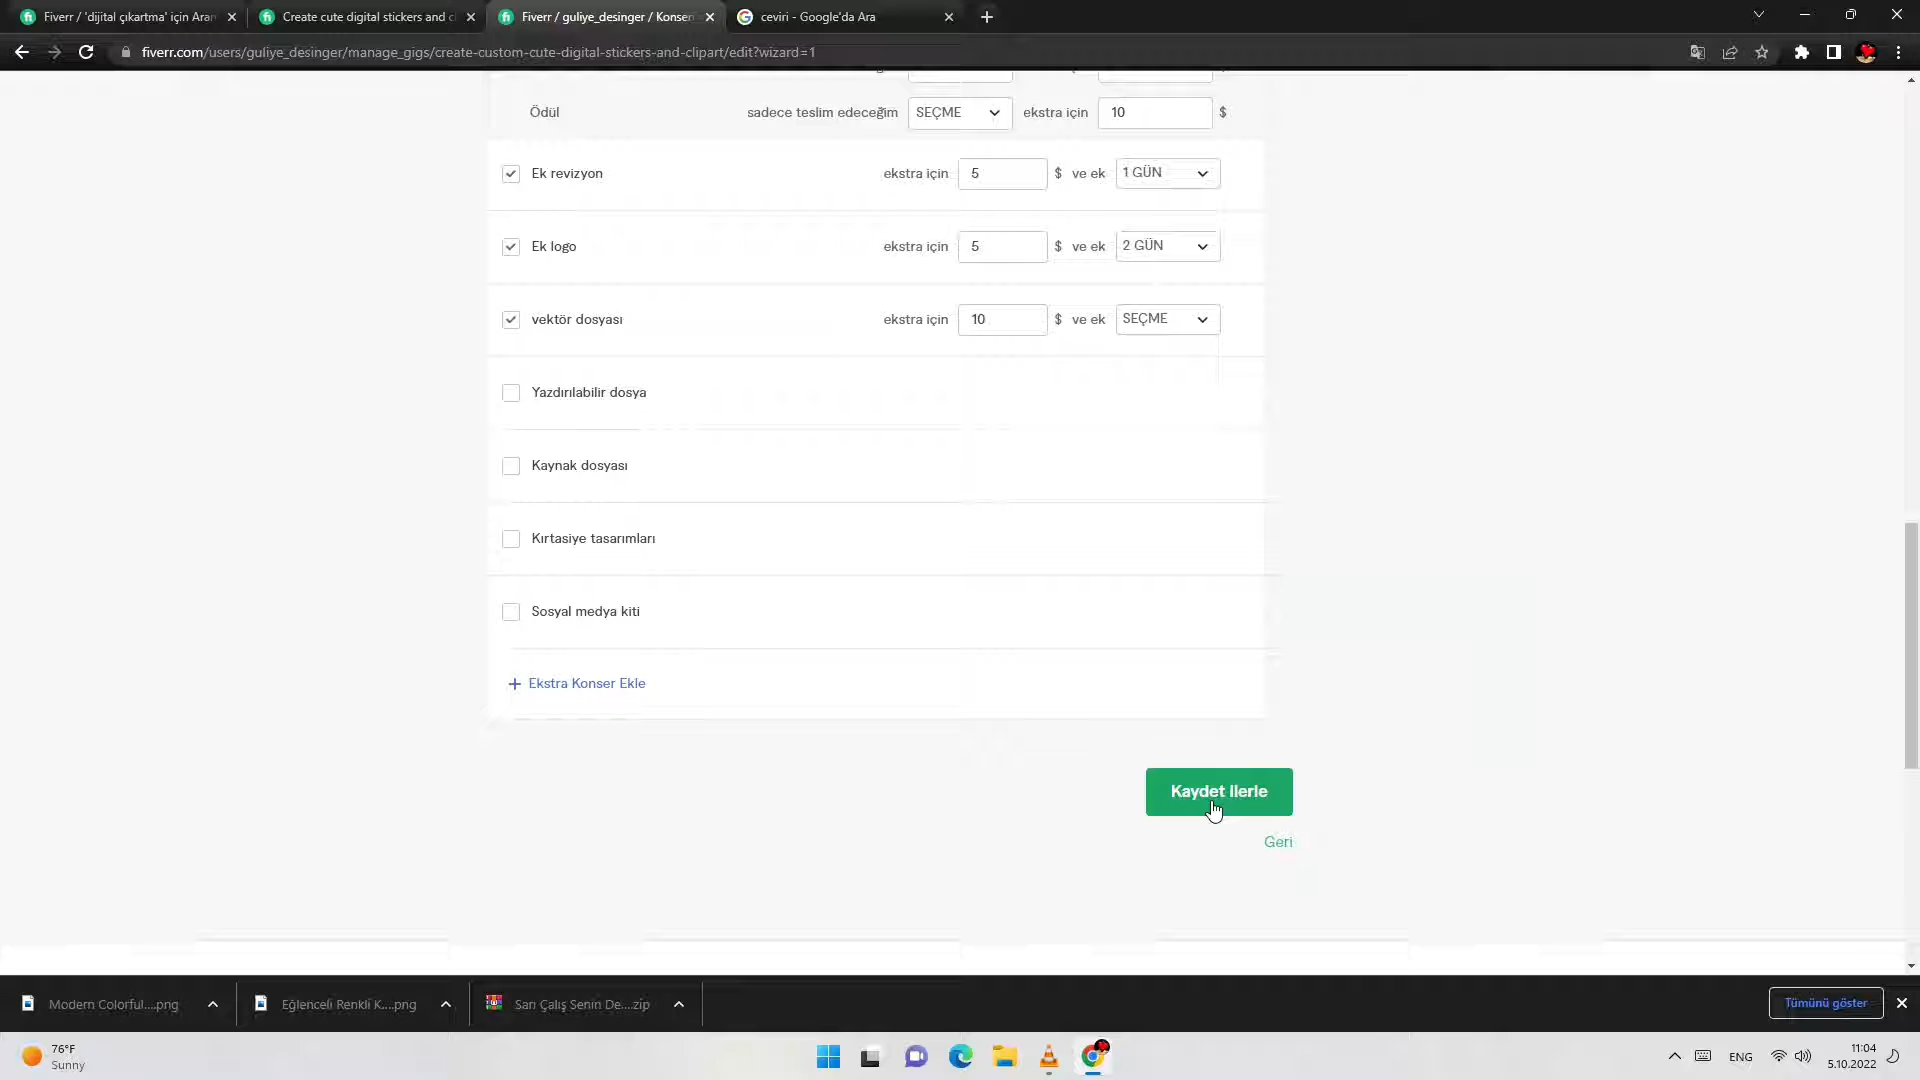 Fiverr / 'dijital çıkartma' için Aran
Create cute digital stickers and cl
Fiverr / guliye_desinger / Konser
ceviri - Google'da Ara
fiverr.com/users/guliye_desinger/manage_gigs/create-custom-cute-digital-stickers-and-clipart/edit?wizard=1
Ödül sadece teslim edeceğim SEÇME ekstra için 10 $
Ek revizyon ekstra için 5 $ ve ek 1 GÜN
Ek logo ekstra için 5 $ ve ek 2 GÜN
vektör dosyası ekstra için 10 $ ve ek SEÇME
Yazdırılabilir dosya
Kaynak dosyası
Kırtasiye tasarımları
Sosyal medya kiti
+ Ekstra Konser Ekle
Kaydet ilerle
Geri
Modern Colorful....png
Eğlenceli Renkli K....png
Sarı Çalış Senin De....zip
Tümünü göster
76°F
Sunny
ENG
11:04
5.10.2022